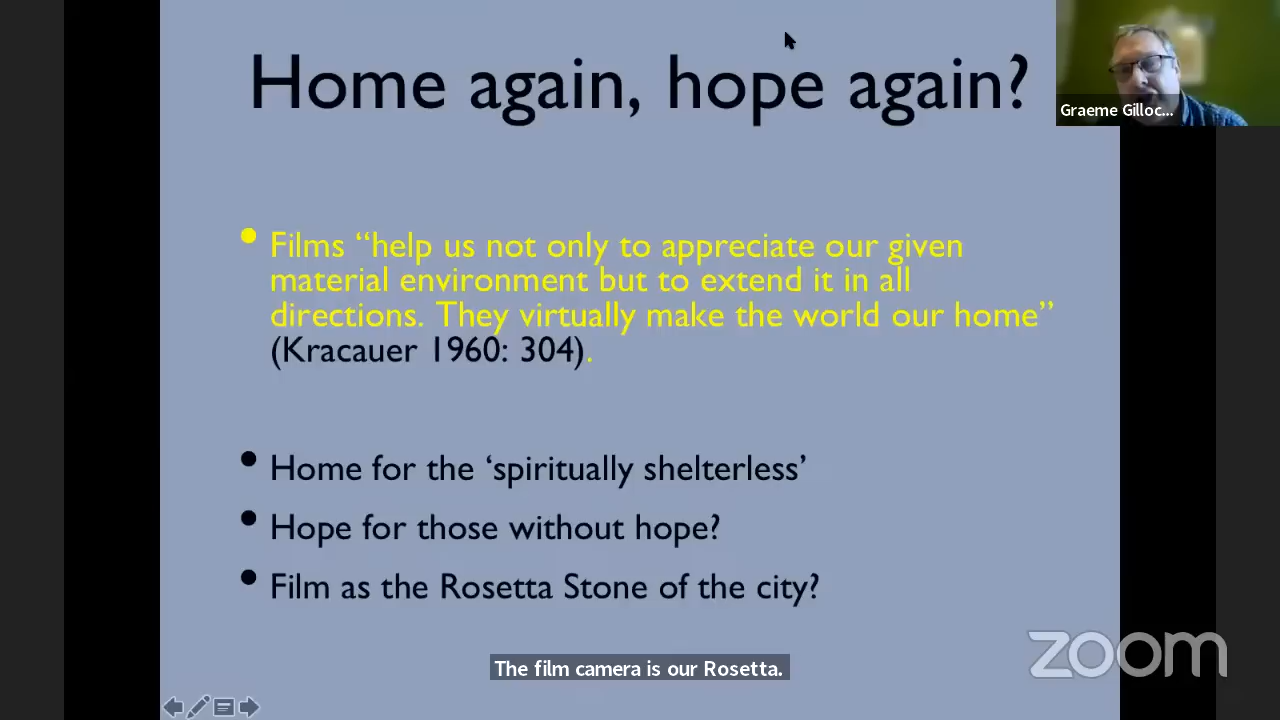 Home again, hope again?
Graeme Gilloc...
Films “help us not only to appreciate our given
material environment but to extend it in all
directions. They virtually make the world our home”
(Kracauer 1960: 304).
Home for the ‘spiritually shelterless’
Hope for those without hope?
Film as the Rosetta Stone of the city?
zoom
The film camera is our Rosetta.